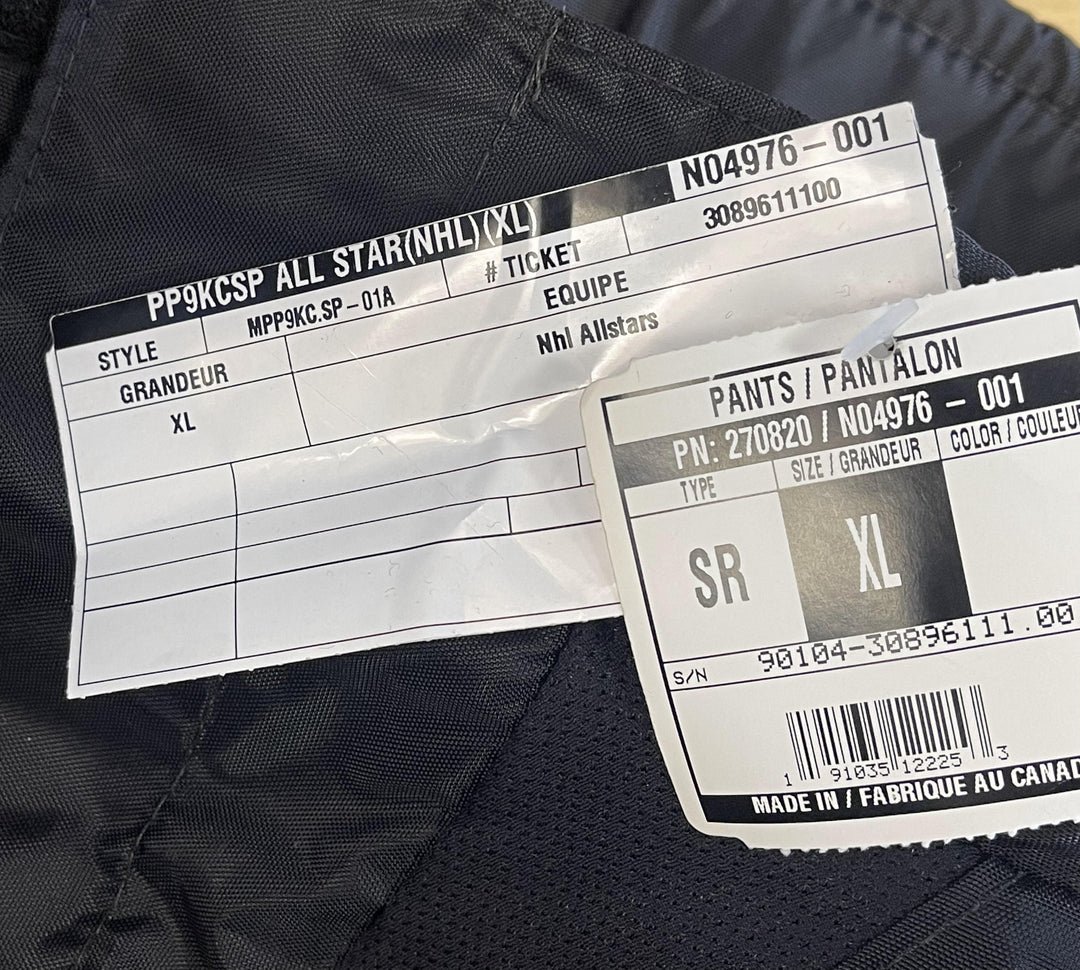 PP9KCSP ALL STAR(NHL)(XL) N04976-001
STYLE MPP9KC.SP-01A # TICKET 3089611100
GRANDEUR EQUIPE
XL Nhl Allstars
PANTS / PANTALON
PN: 270820 / N04976 - 001
TYPE SIZE / GRANDEUR COLOR / COULEUR
SR XL
S/N 90104-30896111.00
1 91035 12225 3
MADE IN / FABRIQUE AU CANAD